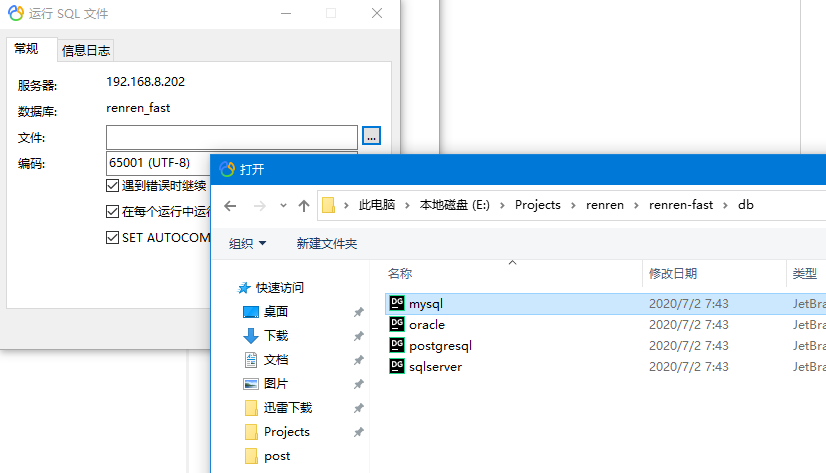 运行 SQL 文件
常规
信息日志
服务器:
192.168.8.202
数据库:
renren_fast
文件:
...
编码:
65001 (UTF-8)
遇到错误时继续
在每个运行中运行
SET AUTOCOM
打开
此电脑 > 本地磁盘 (E:) > Projects > renren > renren-fast > db
组织
新建文件夹
名称
修改日期
类型
快速访问
桌面
下载
文档
图片
迅雷下载
Projects
post
DG mysql 2020/7/2 7:43 JetBra
DG oracle 2020/7/2 7:43 JetBra
DG postgresql 2020/7/2 7:43 JetBra
DG sqlserver 2020/7/2 7:43 JetBra